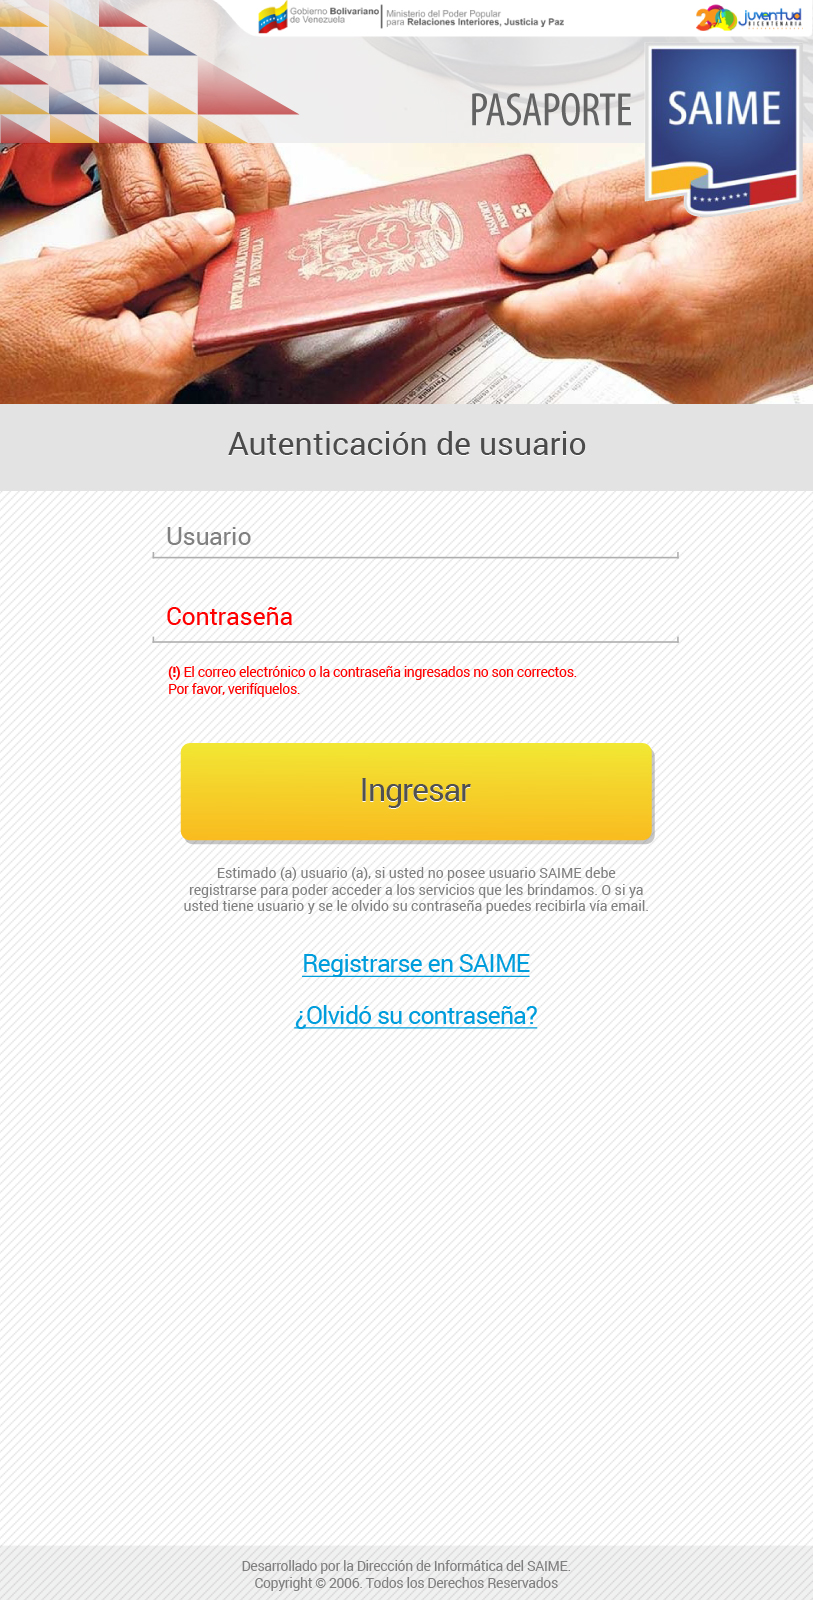 Gobierno Bolivariano
de Venezuela
Ministerio del Poder Popular
para Relaciones Interiores, Justicia y Paz
200 juventud
BICENTENARIA
PASAPORTE
SAIME
REPÚBLICA BOLIVARIANA
DE VENEZUELA
PASAPORTE
PASSPORT
Autenticación de usuario
Usuario
Contraseña
(!) El correo electrónico o la contraseña ingresados no son correctos.
Por favor, verifíquelos.
Ingresar
Estimado (a) usuario (a), si usted no posee usuario SAIME debe
registrarse para poder acceder a los servicios que les brindamos. O si ya
usted tiene usuario y se le olvido su contraseña puedes recibirla vía email.
Registrarse en SAIME
¿Olvidó su contraseña?
Desarrollado por la Dirección de Informática del SAIME.
Copyright © 2006. Todos los Derechos Reservados